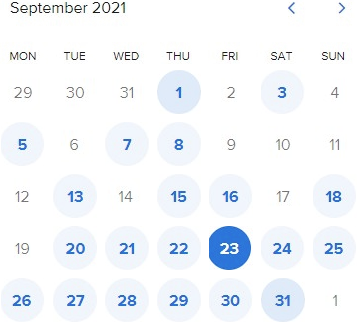 September 2021
MON TUE WED THU FRI SAT SUN
29 30 31 1 2 3 4
5 6 7 8 9 10 11
12 13 14 15 16 17 18
19 20 21 22 23 24 25
26 27 28 29 30 31 1